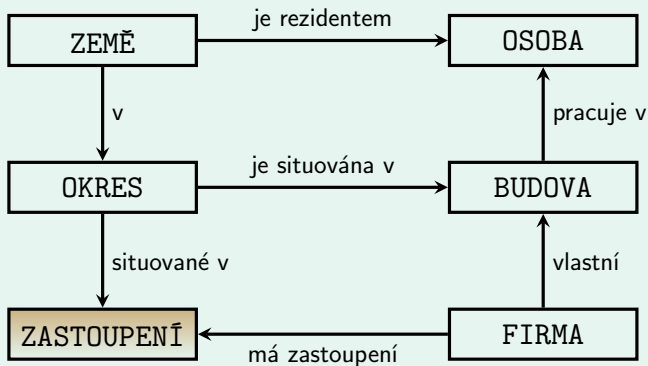 je rezidentem
ZEMĚ
OSOBA
v
pracuje v
je situována v
OKRES
BUDOVA
situované v
vlastní
ZASTOUPENÍ
FIRMA
má zastoupení